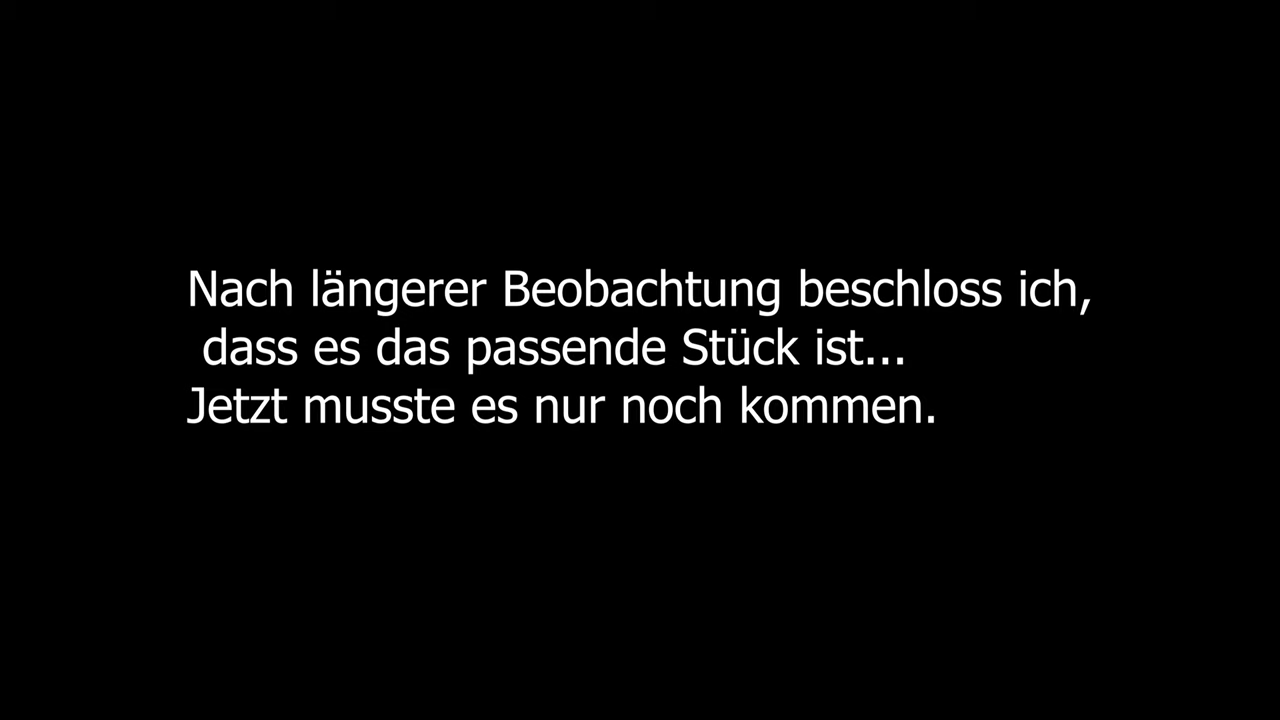 Nach längerer Beobachtung beschloss ich,
dass es das passende Stück ist...
Jetzt musste es nur noch kommen.